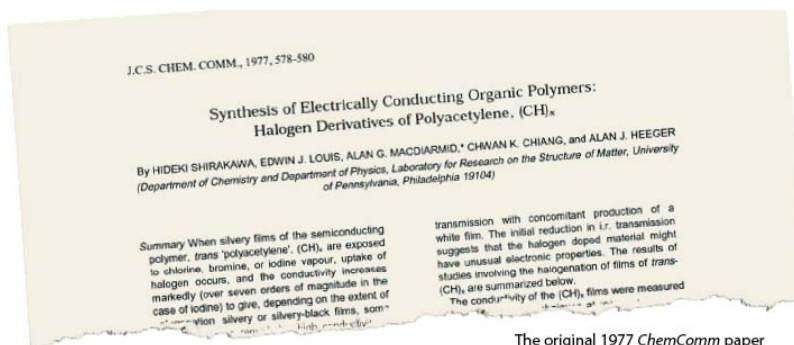 J.C.S. CHEM. COMM., 1977, 578-580
Synthesis of Electrically Conducting Organic Polymers:
Halogen Derivatives of Polyacetylene, (CH)ₓ
By HIDEKI SHIRAKAWA, EDWIN J. LOUIS, ALAN G. MACDIARMID,* CHWAN K. CHIANG, and ALAN J. HEEGER
(Department of Chemistry and Department of Physics, Laboratory for Research on the Structure of Matter, University
of Pennsylvania, Philadelphia 19104)
Summary When silvery films of the semiconducting
polymer, trans 'polyacetylene', (CH)ₓ are exposed
to chlorine, bromine, or iodine vapour, uptake of
halogen occurs, and the conductivity increases
markedly (over seven orders of magnitude in the
case of iodine) to give, depending on the extent of
silvery or silvery-black films, som
high
transmission with concomitant production of a
white film. The initial reduction in i.r. transmission
suggests that the halogen doped material might
have unusual electronic properties. The results of
studies involving the halogenation of films of trans-
(CH)ₓ are summarized below.
The conductivity of the (CH)ₓ films were measured
The original 1977 ChemComm paper